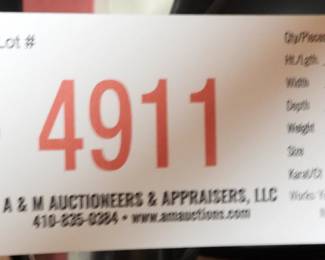 Lot #
4911
A & M AUCTIONEERS & APPRAISERS, LLC
410-835-0384 • www.amauctions.com
Qty/Pieces
Ht./Lgth.
Width
Depth
Weight
Size
Karat/Ct
Works